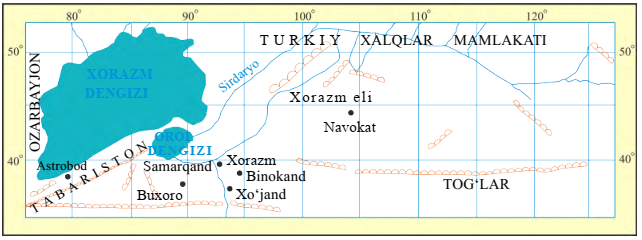 80° 90° 100° 110° 120°
50° 50°
TURKIY XALQLAR MAMLAKATI
OZARBAYJON
XORAZM
DENGIZI
Sirdaryo
Xorazm eli
Navokat
OROL
DENGIZI
40° 40°
Astrobod
Samarqand
Xorazm
Binokand
Buxoro
Xo‘jand
TABARISTON
TOG‘LAR